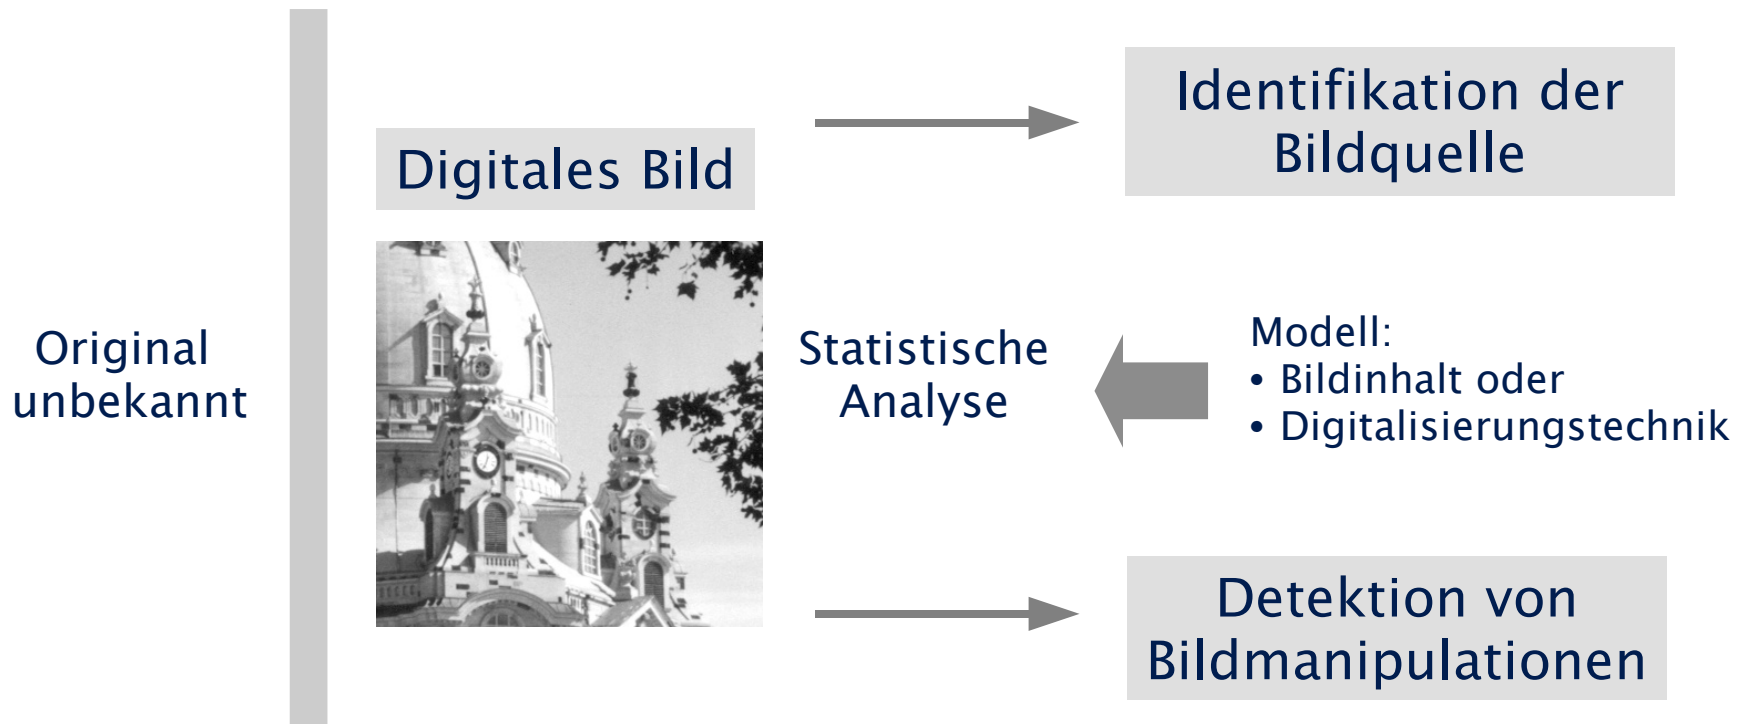 Original
unbekannt
Digitales Bild
Statistische
Analyse
Identifikation der
Bildquelle
Modell:
• Bildinhalt oder
• Digitalisierungstechnik
Detektion von
Bildmanipulationen